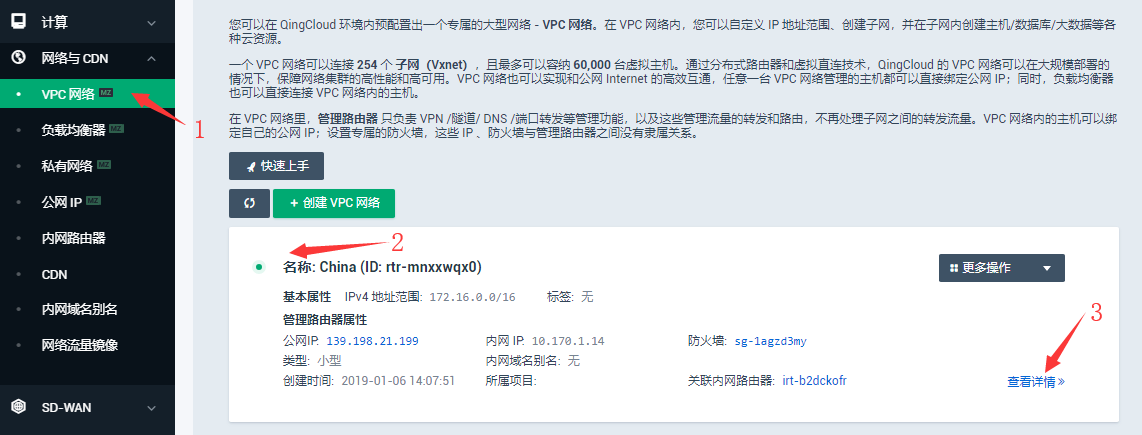 计算
网络与 CDN
VPC 网络 MZ
负载均衡器 MZ
私有网络 MZ
公网 IP MZ
内网路由器
CDN
内网域名别名
网络流量镜像
SD-WAN
1
您可以在 QingCloud 环境内预配置出一个专属的大型网络 - VPC 网络。在 VPC 网络内，您可以自定义 IP 地址范围、创建子网，并在子网内创建主机/数据库/大数据等各
种云资源。
一个 VPC 网络可以连接 254 个 子网（Vxnet），且最多可以容纳 60,000 台虚拟主机。通过分布式路由器和虚拟直连技术，QingCloud 的 VPC 网络可以在大规模部署的
情况下，保障网络集群的高性能和高可用。VPC 网络也可以实现和公网 Internet 的高效互通，任意一台 VPC 网络管理的主机都可以直接绑定公网 IP；同时，负载均衡器
也可以直接连接 VPC 网络内的主机。
在 VPC 网络里，管理路由器 只负责 VPN /隧道/ DNS /端口转发等管理功能，以及这些管理流量的转发和路由，不再处理子网之间的转发流量。VPC 网络内的主机可以绑
定自己的公网 IP；设置专属的防火墙，这些 IP 、防火墙与管理路由器之间没有隶属关系。
快速上手
+ 创建 VPC 网络
2
名称: China (ID: rtr-mnxxwqx0)
更多操作
基本属性 IPv4 地址范围: 172.16.0.0/16 标签: 无
管理路由器属性
3
公网IP: 139.198.21.199 内网 IP: 10.170.1.14 防火墙: sg-1agzd3my
类型: 小型 内网域名别名: 无
创建时间: 2019-01-06 14:07:51 所属项目: 关联内网路由器: irt-b2dckofr 查看详情 »